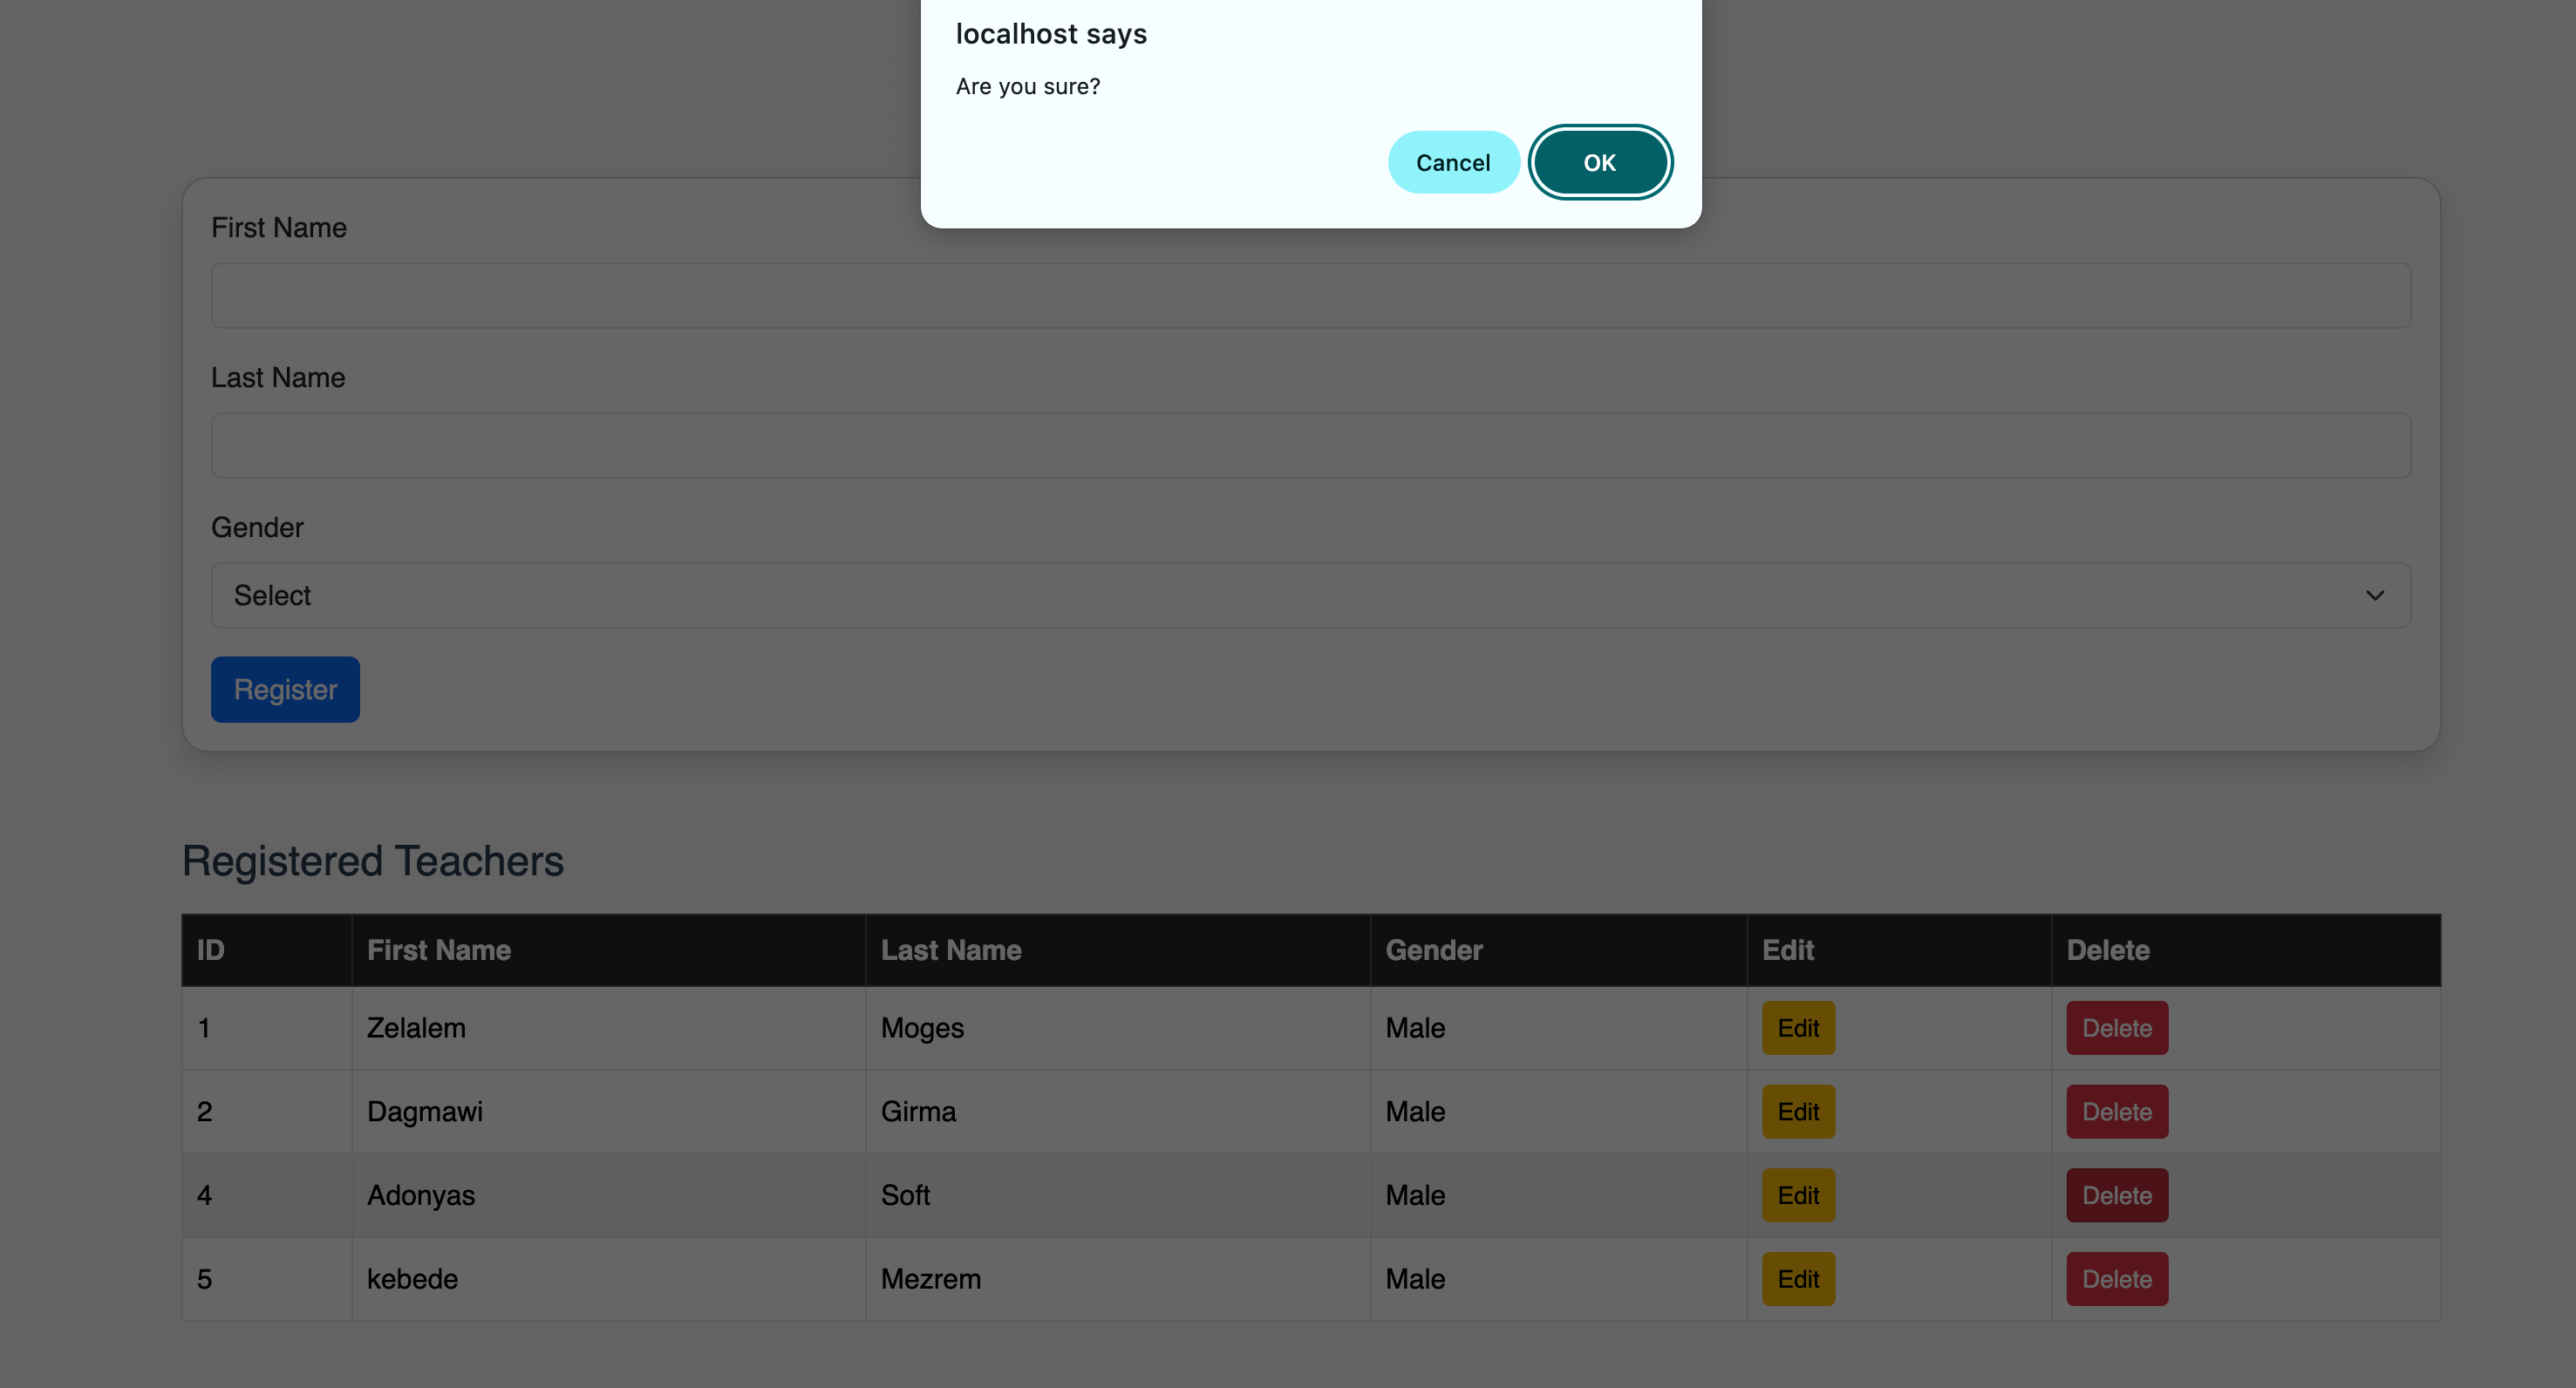 localhost says
Are you sure?
Cancel OK
First Name
Last Name
Gender
Select
Register
Registered Teachers
ID First Name Last Name Gender Edit Delete
1 Zelalem Moges Male Edit Delete
2 Dagmawi Girma Male Edit Delete
4 Adonyas Soft Male Edit Delete
5 kebede Mezrem Male Edit Delete